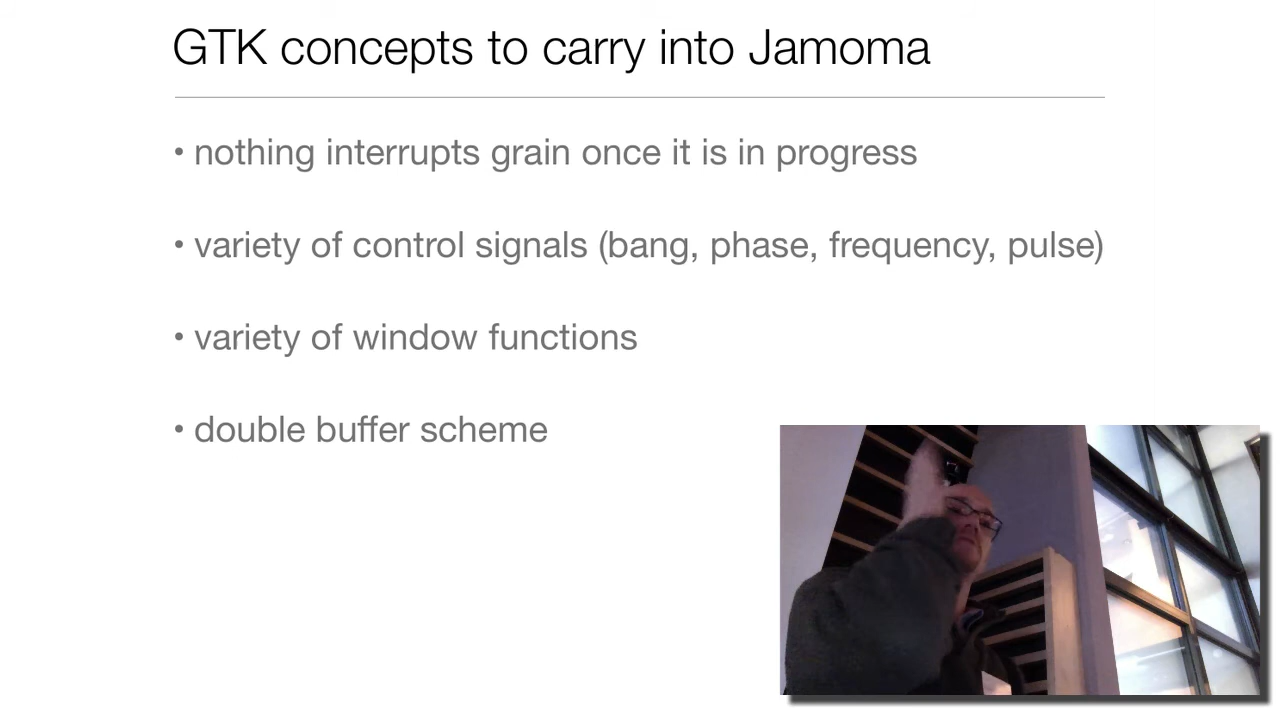 GTK concepts to carry into Jamoma
• nothing interrupts grain once it is in progress
• variety of control signals (bang, phase, frequency, pulse)
• variety of window functions
• double buffer scheme